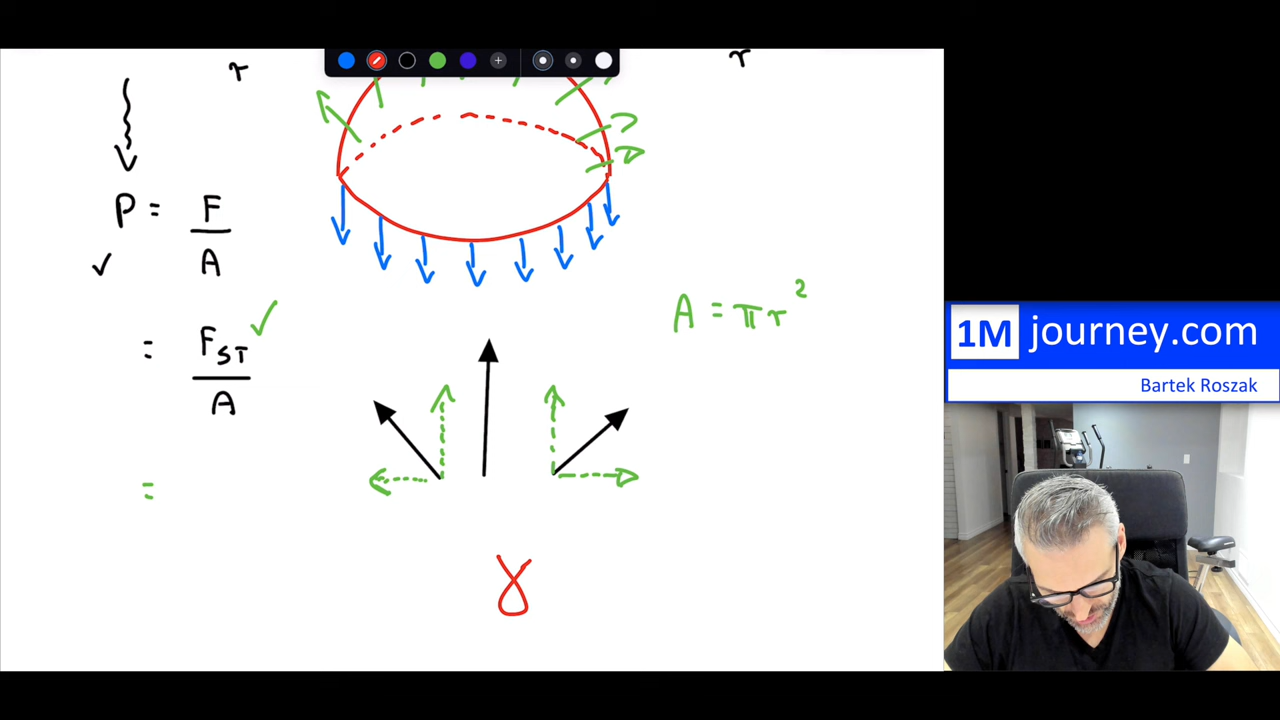 r
r
P = F / A
✓
= F_ST / A ✓
A = πr²
=
γ
1M journey.com
Bartek Roszak